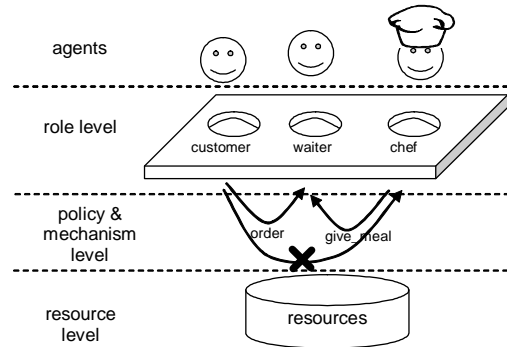 agents
role level
customer waiter chef
policy &
mechanism
level
order give_meal
resource
level
resources